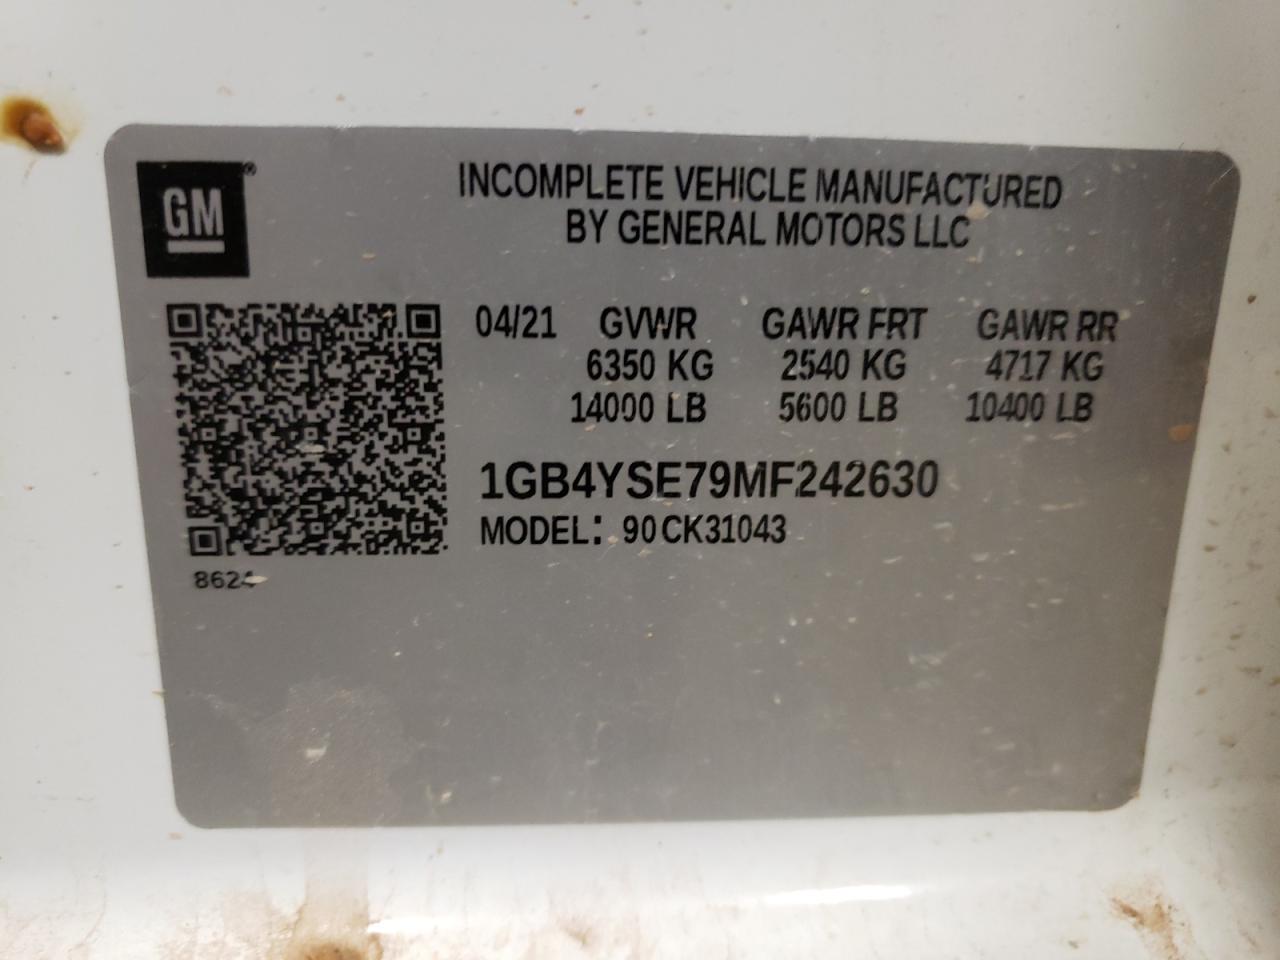 GM
INCOMPLETE VEHICLE MANUFACTURED
BY GENERAL MOTORS LLC
04/21 GVWR GAWR FRT GAWR RR
6350 KG 2540 KG 4717 KG
14000 LB 5600 LB 10400 LB
1GB4YSE79MF242630
MODEL: 90CK31043